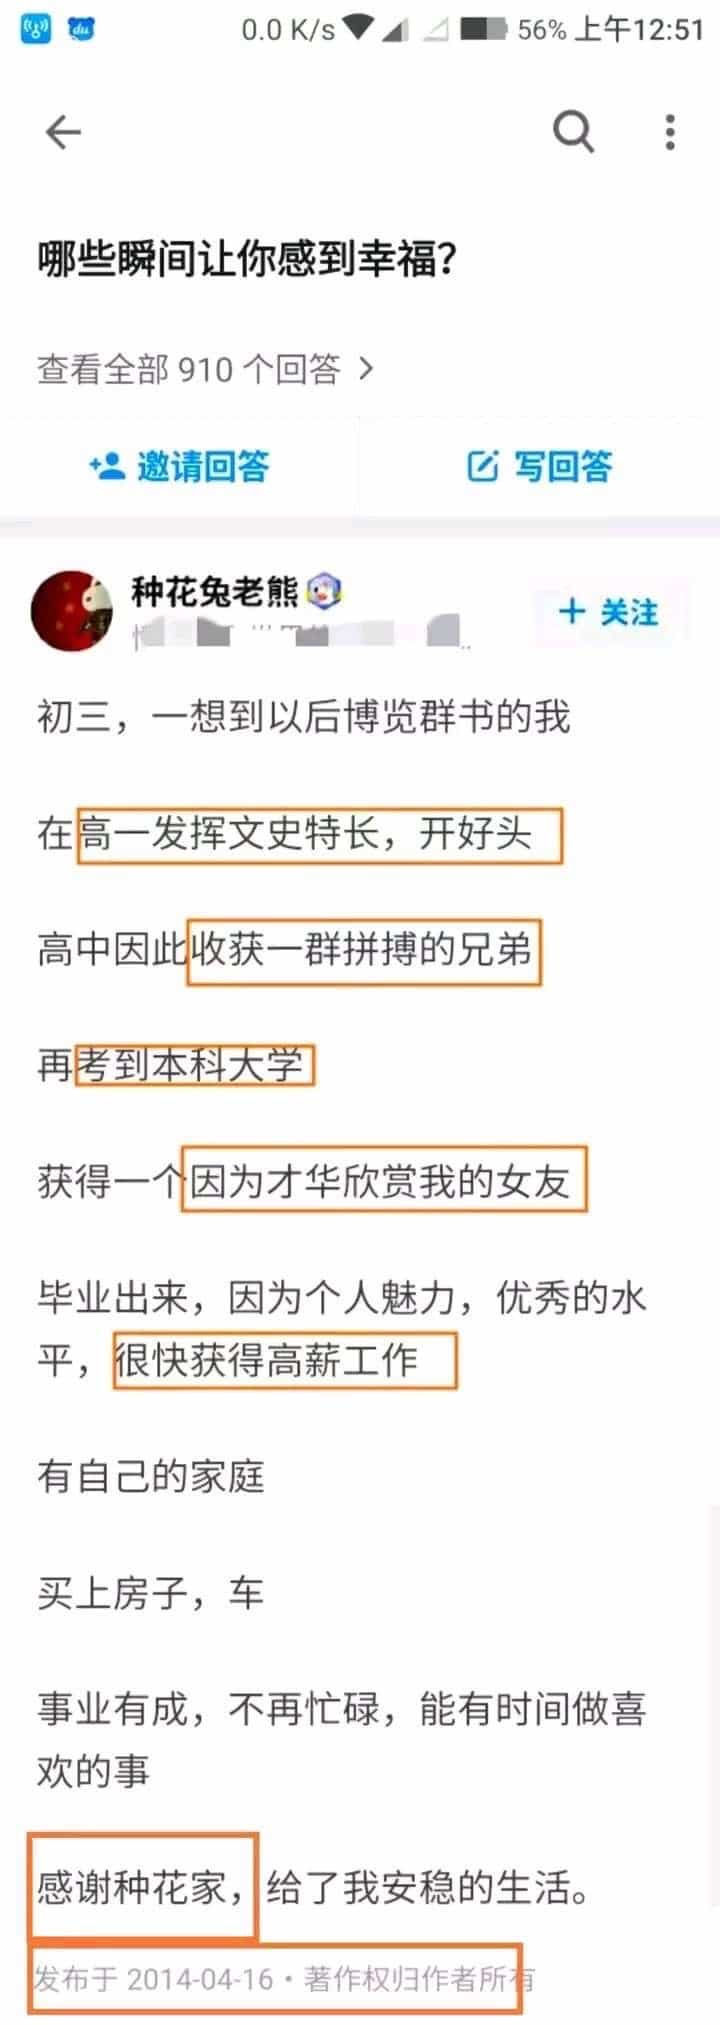 0.0 K/s 56% 上午12:51
哪些瞬间让你感到幸福？
查看全部 910 个回答 >
邀请回答 写回答
种花兔老熊
+ 关注
初三，一想到以后博览群书的我
在高一发挥文史特长，开好头
高中因此收获一群拼搏的兄弟
再考到本科大学
获得一个因为才华欣赏我的女友
毕业出来，因为个人魅力，优秀的水
平，很快获得高薪工作
有自己的家庭
买上房子，车
事业有成，不再忙碌，能有时间做喜
欢的事
感谢种花家，给了我安稳的生活。
发布于 2014-04-16·著作权归作者所有